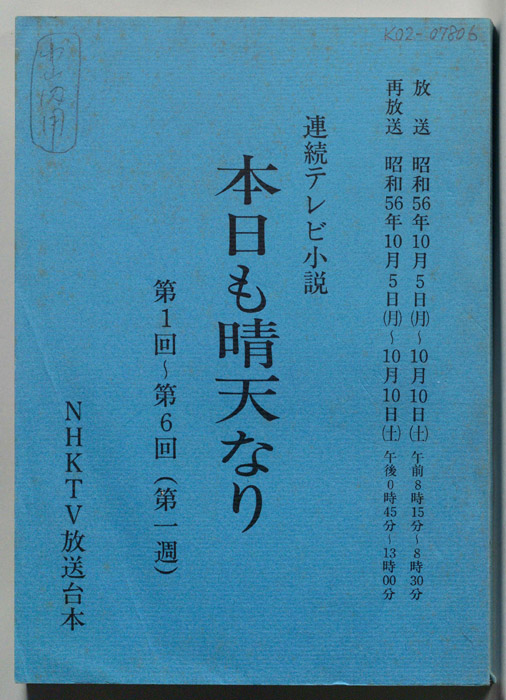 K02-07806
放送 昭和56年10月5日(月)~10月10日(土) 午前8時15分~8時30分
再放送 昭和56年10月5日(月)~10月10日(土) 午後0時45分~13時00分
連続テレビ小説
本日も晴天なり
第1回~第6回(第一週)
NHKTV放送台本